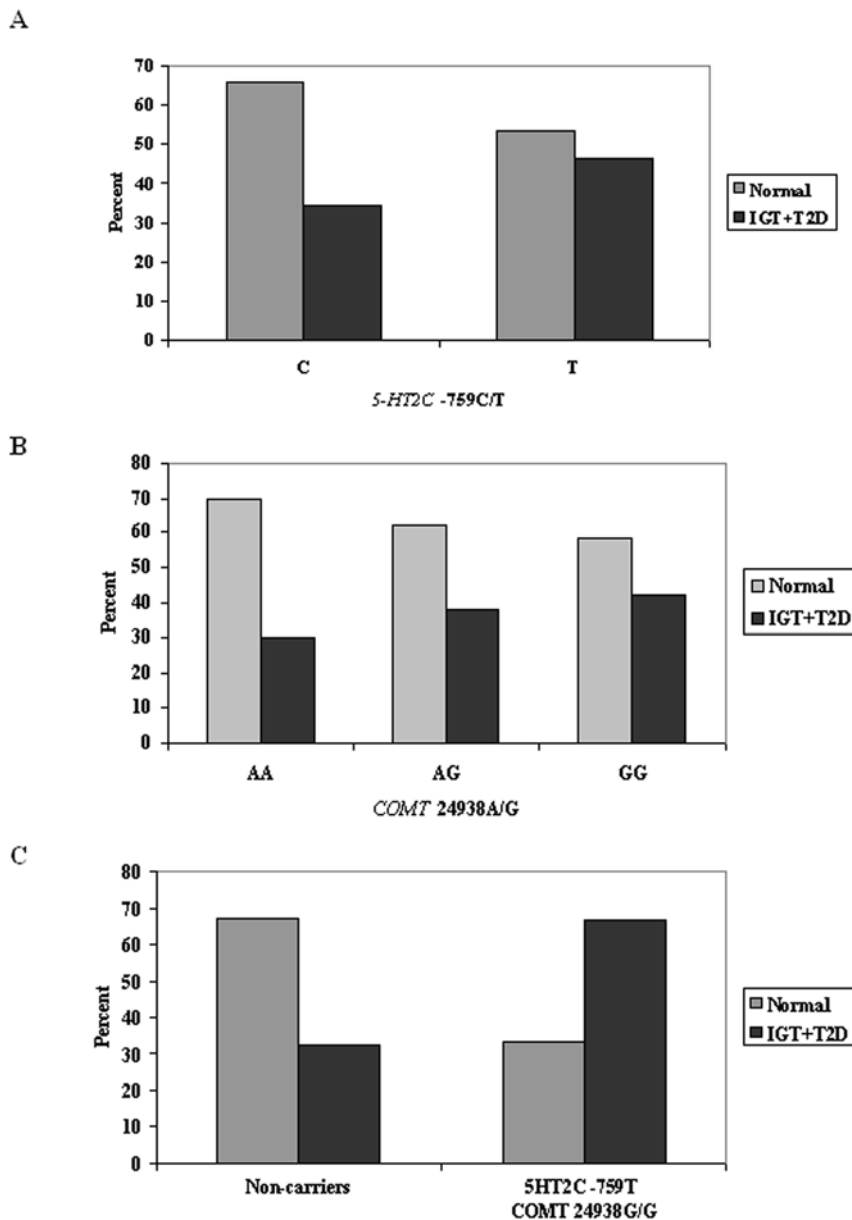 A
70
60
50
40
30
20
10
0
Percent
C
T
5-HT2C -759C/T
Normal
IGT+T2D
B
80
70
60
50
40
30
20
10
0
Percent
AA
AG
GG
COMT 24938A/G
Normal
IGT+T2D
C
80
70
60
50
40
30
20
10
0
Percent
Non-carriers
5HT2C -759T
COMT 24938G/G
Normal
IGT+T2D